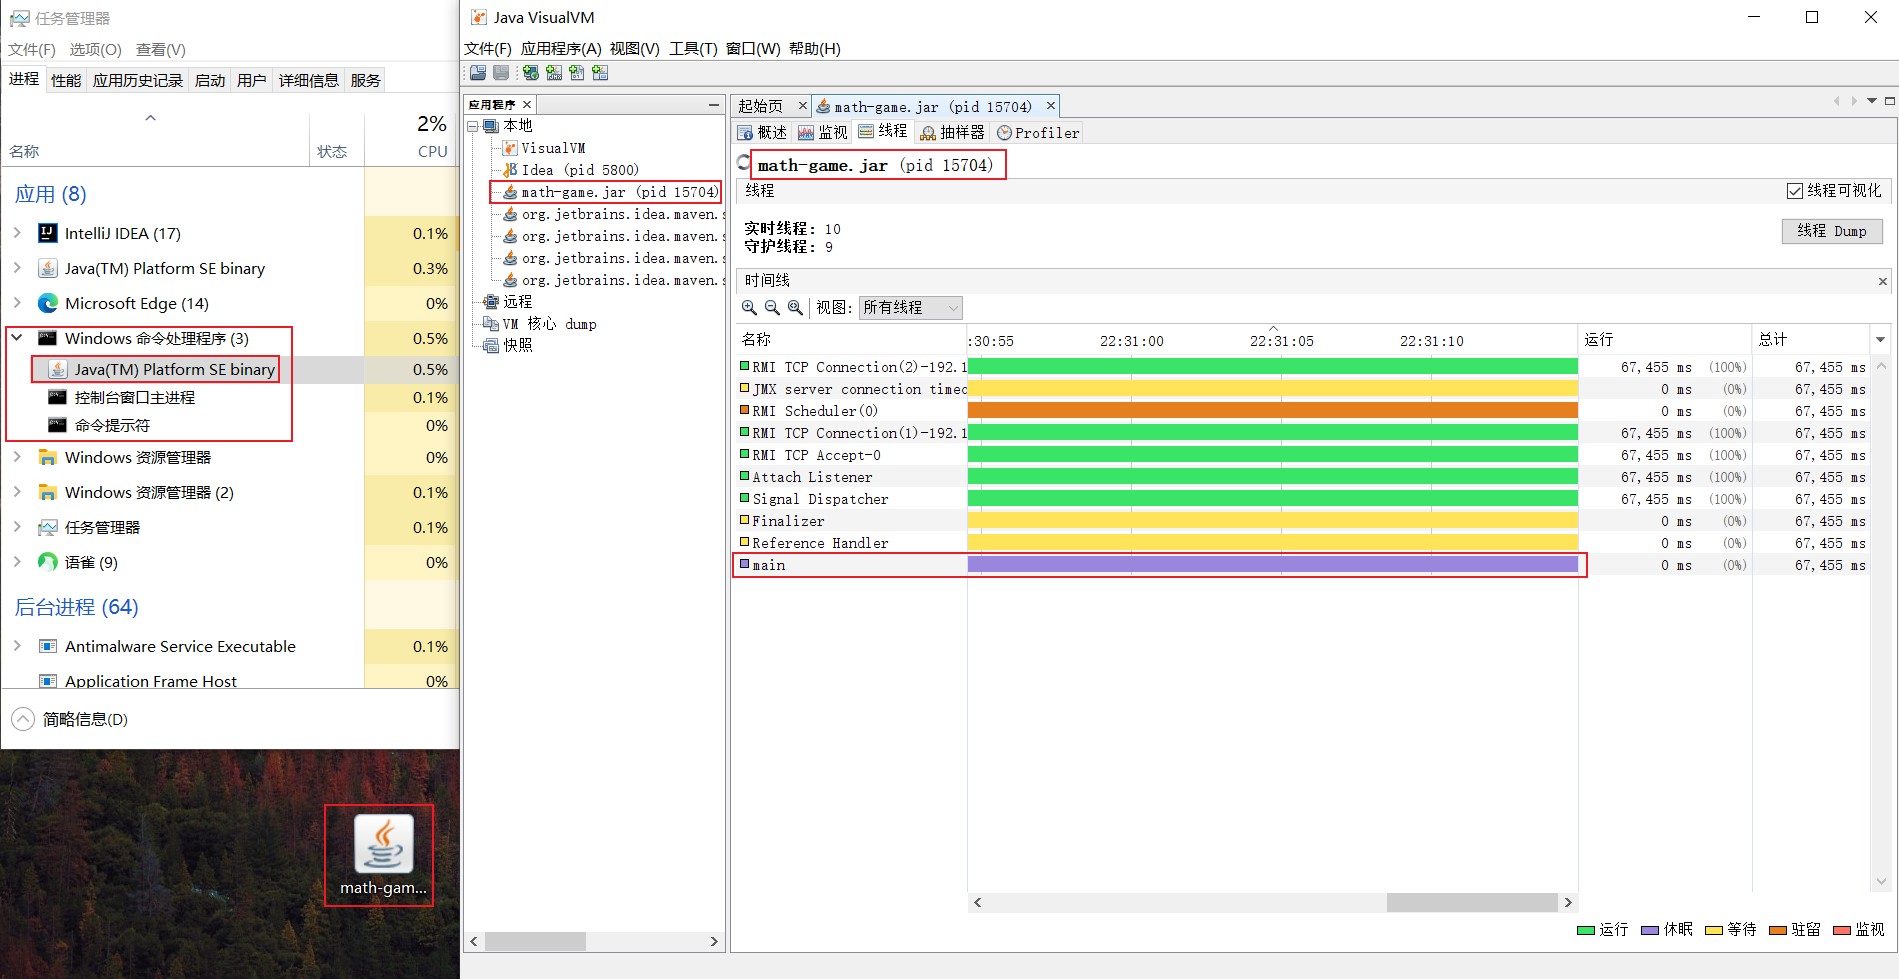 任务管理器
文件(F) 选项(O) 查看(V)
进程 性能 应用历史记录 启动 用户 详细信息 服务
2%
名称 状态 CPU
应用 (8)
IntelliJ IDEA (17) 0.1%
Java(TM) Platform SE binary 0.3%
Microsoft Edge (14) 0%
Windows 命令处理程序 (3) 0.5%
Java(TM) Platform SE binary 0.5%
控制台窗口主进程 0.1%
命令提示符 0%
Windows 资源管理器 0%
Windows 资源管理器 (2) 0.1%
任务管理器 0.1%
语雀 (9) 0%
后台进程 (64)
Antimalware Service Executable 0.1%
Application Frame Host 0%
简略信息(D)
math-gam...
Java VisualVM
文件(F) 应用程序(A) 视图(V) 工具(T) 窗口(W) 帮助(H)
应用程序
本地
VisualVM
Idea (pid 5800)
math-game.jar (pid 15704)
org.jetbrains.idea.maven.s
org.jetbrains.idea.maven.s
org.jetbrains.idea.maven.s
org.jetbrains.idea.maven.s
远程
VM 核心 dump
快照
起始页 math-game.jar (pid 15704)
概述 监视 线程 抽样器 Profiler
math-game.jar (pid 15704)
线程 线程可视化
实时线程: 10
守护线程: 9
线程 Dump
时间线
视图: 所有线程
名称 :30:55 22:31:00 22:31:05 22:31:10 运行 总计
RMI TCP Connection(2)-192.1 67,455 ms (100%) 67,455 ms
JMX server connection timeo 0 ms (0%) 67,455 ms
RMI Scheduler(0) 0 ms (0%) 67,455 ms
RMI TCP Connection(1)-192.1 67,455 ms (100%) 67,455 ms
RMI TCP Accept-0 67,455 ms (100%) 67,455 ms
Attach Listener 67,455 ms (100%) 67,455 ms
Signal Dispatcher 67,455 ms (100%) 67,455 ms
Finalizer 0 ms (0%) 67,455 ms
Reference Handler 0 ms (0%) 67,455 ms
main 0 ms (0%) 67,455 ms
运行 休眠 等待 驻留 监视